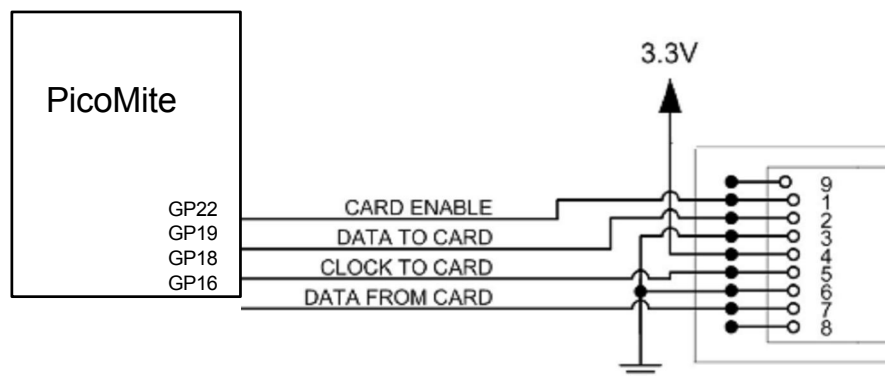 3.3V
PicoMite
GP22
GP19
GP18
GP16
CARD ENABLE
DATA TO CARD
CLOCK TO CARD
DATA FROM CARD
9
1
2
3
4
5
6
7
8